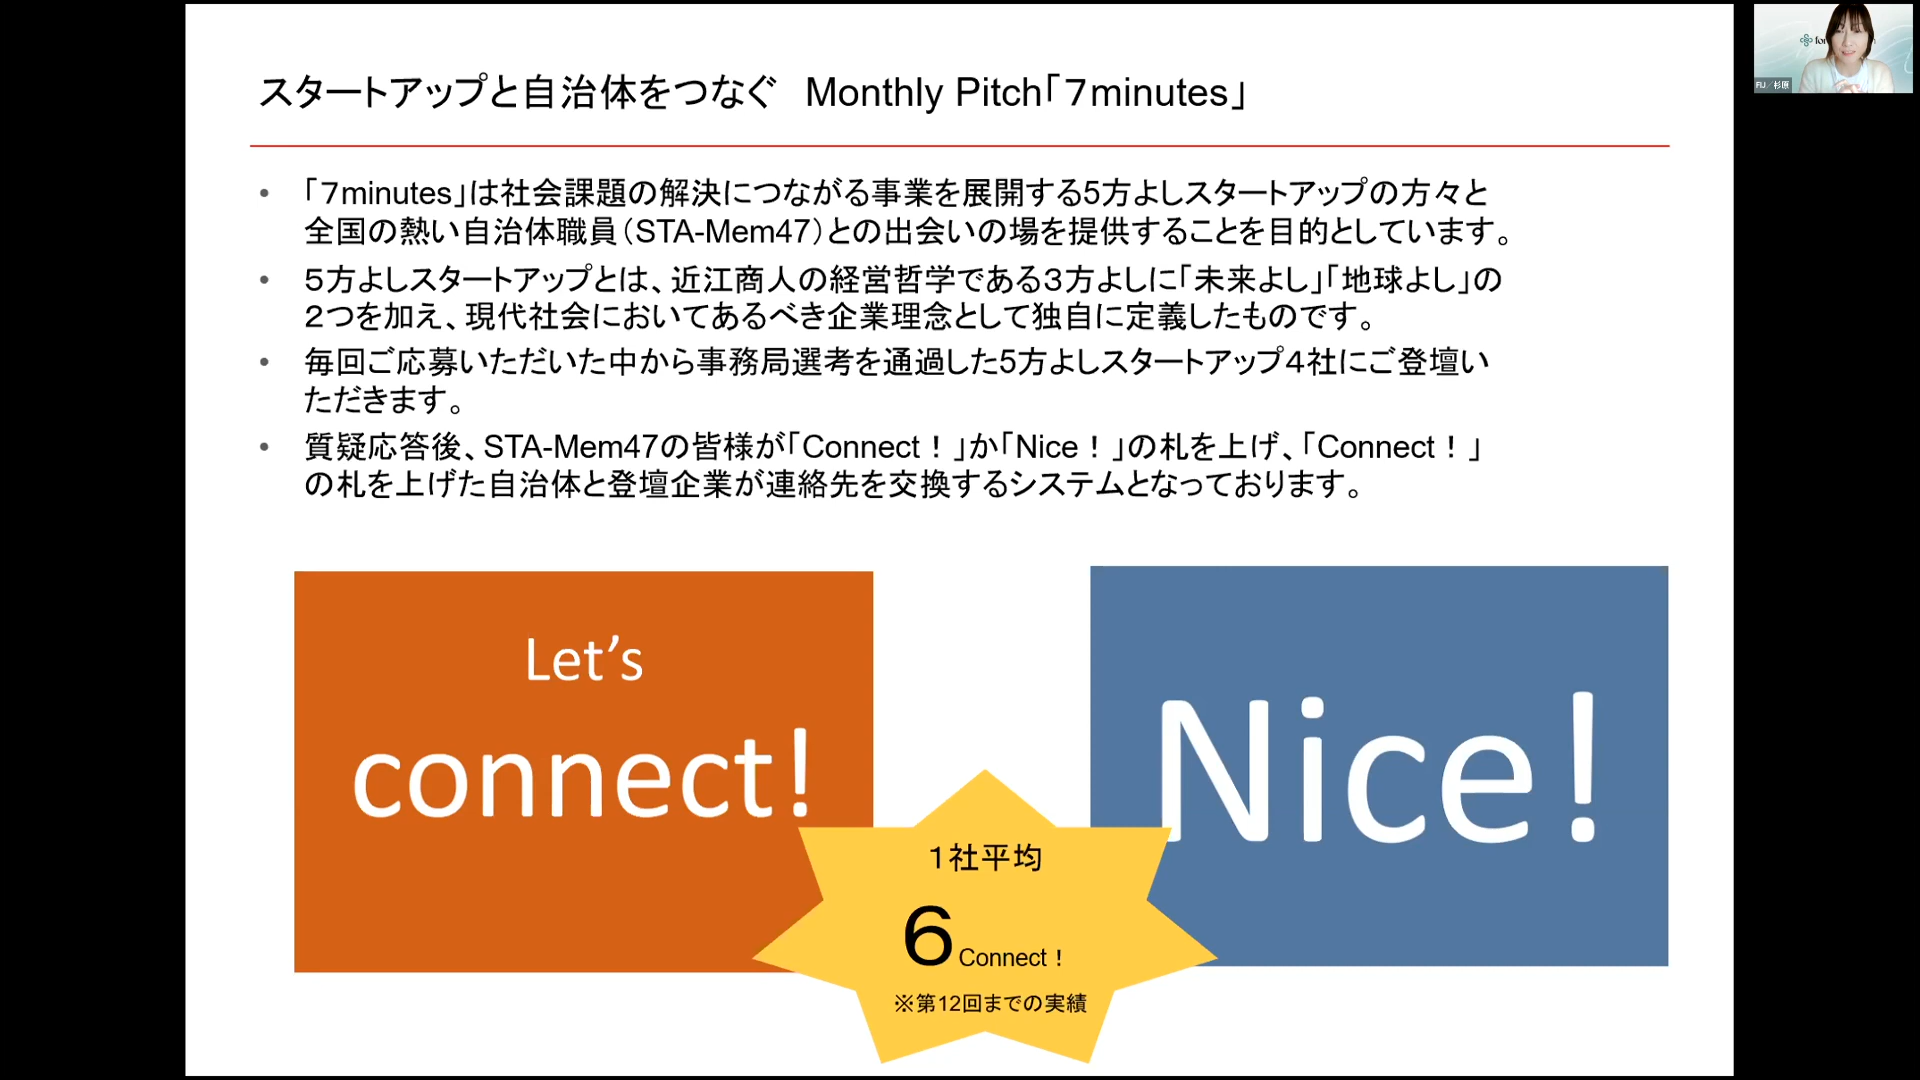 スタートアップと自治体をつなぐ　Monthly Pitch「７minutes」
• 「７minutes」は社会課題の解決につながる事業を展開する5方よしスタートアップの方々と
全国の熱い自治体職員（STA-Mem47）との出会いの場を提供することを目的としています。
• ５方よしスタートアップとは、近江商人の経営哲学である３方よしに「未来よし」「地球よし」の
２つを加え、現代社会においてあるべき企業理念として独自に定義したものです。
• 毎回ご応募いただいた中から事務局選考を通過した5方よしスタートアップ４社にご登壇い
ただきます。
• 質疑応答後、STA-Mem47の皆様が「Connect！」か「Nice！」の札を上げ、「Connect！」
の札を上げた自治体と登壇企業が連絡先を交換するシステムとなっております。
Let’s
connect!
Nice!
１社平均
６Connect！
※第12回までの実績
for
RJ／杉原